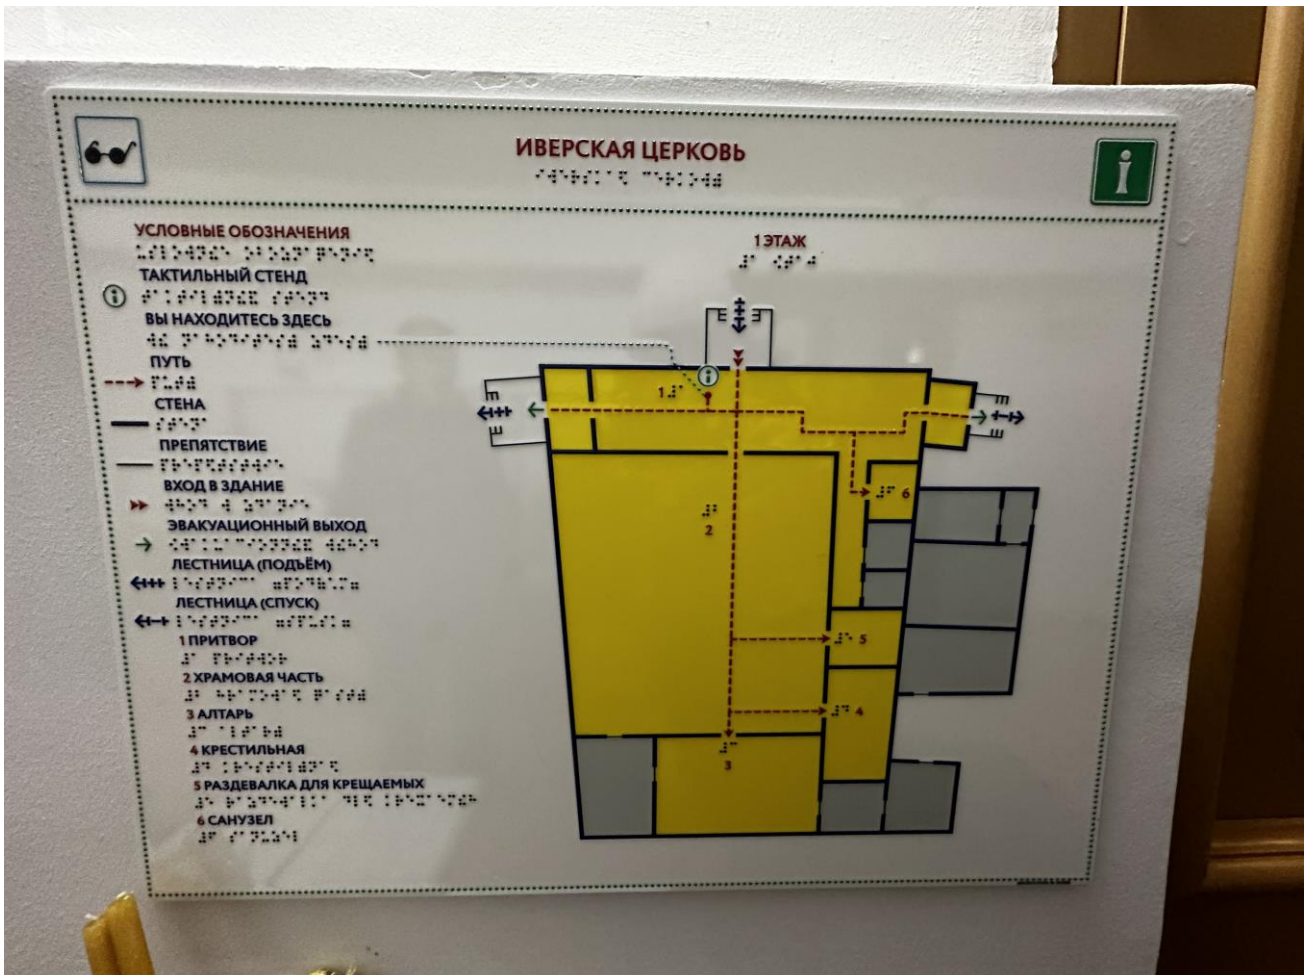 ИВЕРСКАЯ ЦЕРКОВЬ
УСЛОВНЫЕ ОБОЗНАЧЕНИЯ
ТАКТИЛЬНЫЙ СТЕНД
ВЫ НАХОДИТЕСЬ ЗДЕСЬ
ПУТЬ
СТЕНА
ПРЕПЯТСТВИЕ
ВХОД В ЗДАНИЕ
ЭВАКУАЦИОННЫЙ ВЫХОД
ЛЕСТНИЦА (ПОДЪЁМ)
ЛЕСТНИЦА (СПУСК)
1 ПРИТВОР
2 ХРАМОВАЯ ЧАСТЬ
3 АЛТАРЬ
4 КРЕСТИЛЬНАЯ
5 РАЗДЕВАЛКА ДЛЯ КРЕЩАЕМЫХ
6 САНУЗЕЛ
1 ЭТАЖ
1
6
2
5
4
3